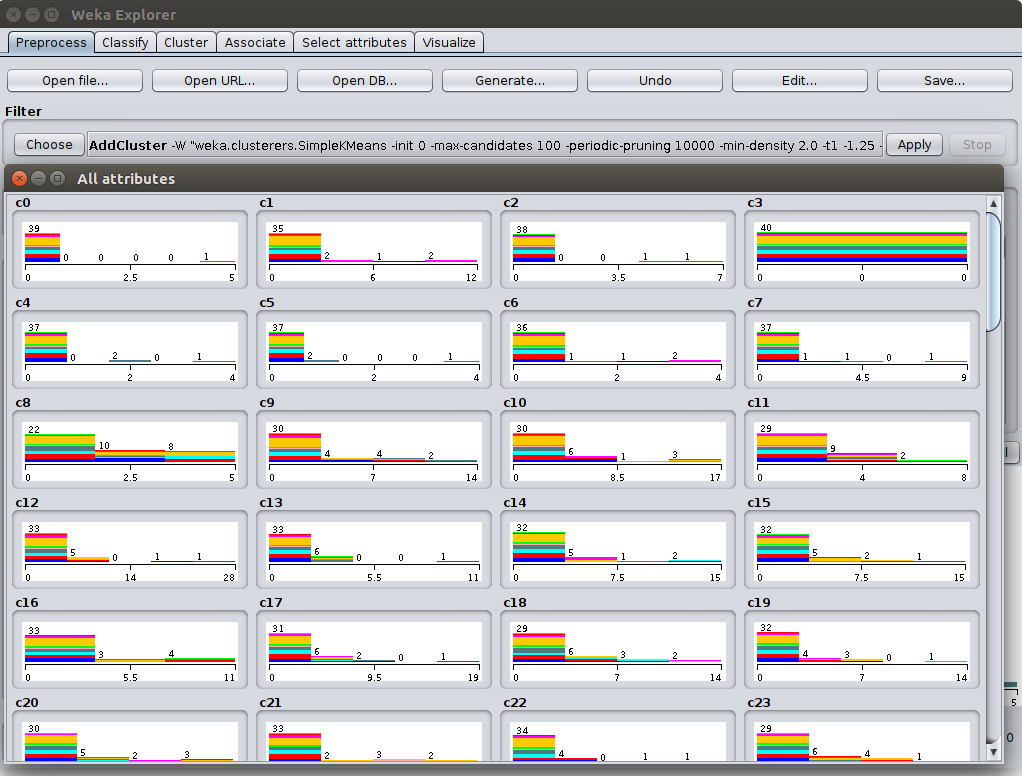 Weka Explorer
Preprocess Classify Cluster Associate Select attributes Visualize
Open file... Open URL... Open DB... Generate... Undo Edit... Save...
Filter
Choose AddCluster -W "weka.clusterers.SimpleKMeans -init 0 -max-candidates 100 -periodic-pruning 10000 -min-density 2.0 -t1 -1.25 - Apply Stop
All attributes
c0 c1 c2 c3
39 0 0 0 0 1 35 2 1 2 38 0 0 1 1 40
0 2.5 5 0 6 12 0 3.5 7 0 0 0
c4 c5 c6 c7
37 0 2 0 1 37 2 0 0 0 1 36 1 1 2 37 1 1 0 1
0 2 4 0 2 4 0 2 4 0 4.5 9
c8 c9 c10 c11
22 10 8 30 4 4 2 30 6 1 3 29 9 2
0 2.5 5 0 7 14 0 8.5 17 0 4 8
c12 c13 c14 c15
33 5 0 1 1 33 6 0 0 1 32 5 1 2 32 5 2 1
0 14 28 0 5.5 11 0 7.5 15 0 7.5 15
c16 c17 c18 c19
33 3 4 31 6 2 0 1 29 6 3 2 32 4 3 0 1
0 5.5 11 0 9.5 19 0 7 14 0 7 14
5
c20 c21 c22 c23
30 5 2 3 33 2 3 2 34 4 0 1 1 29 6 4 1
0